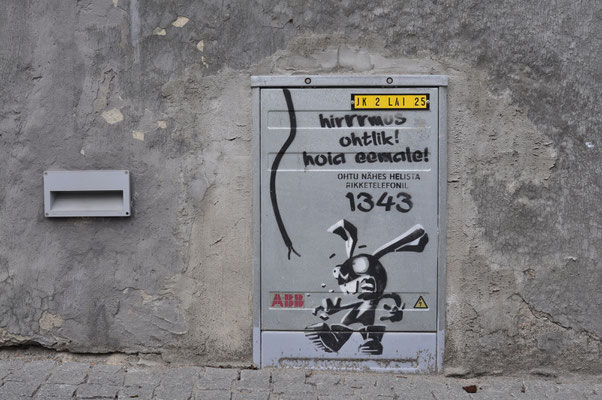 JK 2 LAI 25
hirrrmus
ohtlik!
hoia eemale!
OHTU NÄHES HELISTA
RIKKETELEFONIL
1343
ABB